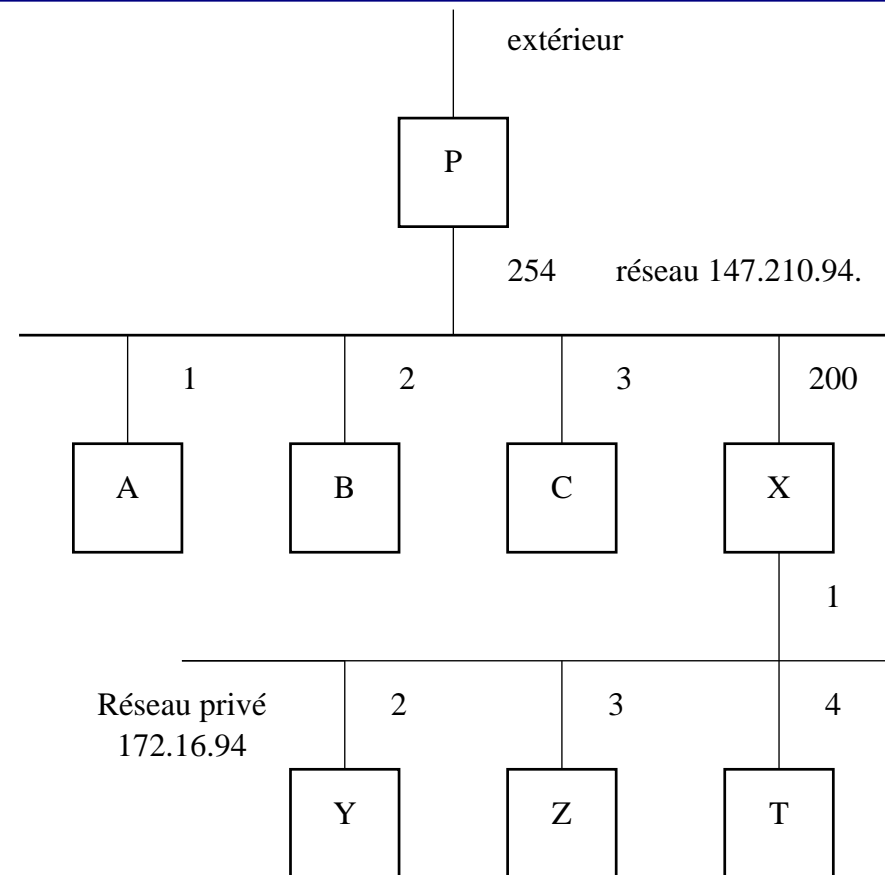 extérieur
P
254 réseau 147.210.94.
1 2 3 200
A B C X
1
Réseau privé 2 3 4
172.16.94
Y Z T